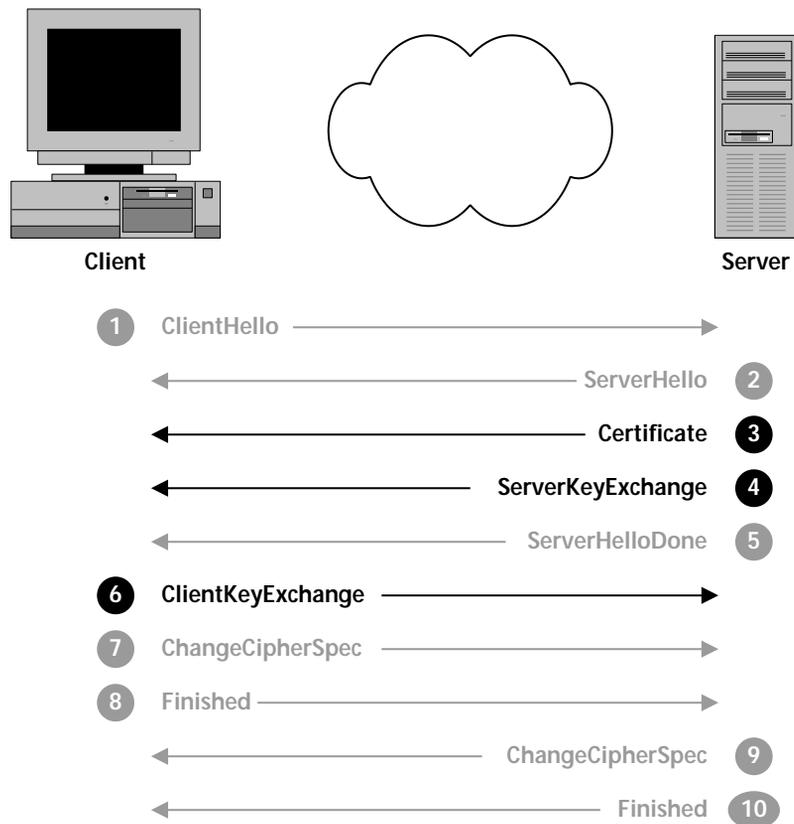 Client
Server
1 ClientHello
ServerHello 2
Certificate 3
ServerKeyExchange 4
ServerHelloDone 5
6 ClientKeyExchange
7 ChangeCipherSpec
8 Finished
ChangeCipherSpec 9
Finished 10